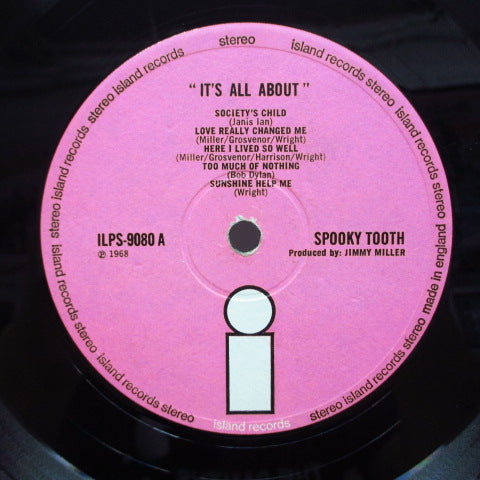 stereo island records stereo island records stereo island records stereo island records stereo island records stereo island records made in england
" IT'S ALL ABOUT "
SOCIETY'S CHILD
(Janis Ian)
LOVE REALLY CHANGED ME
(Miller/Grosvenor/Wright)
HERE I LIVED SO WELL
(Miller/Grosvenor/Harrison/Wright)
TOO MUCH OF NOTHING
(Bob Dylan)
SUNSHINE HELP ME
(Wright)
ILPS-9080 A
℗ 1968
SPOOKY TOOTH
Produced by: JIMMY MILLER
i